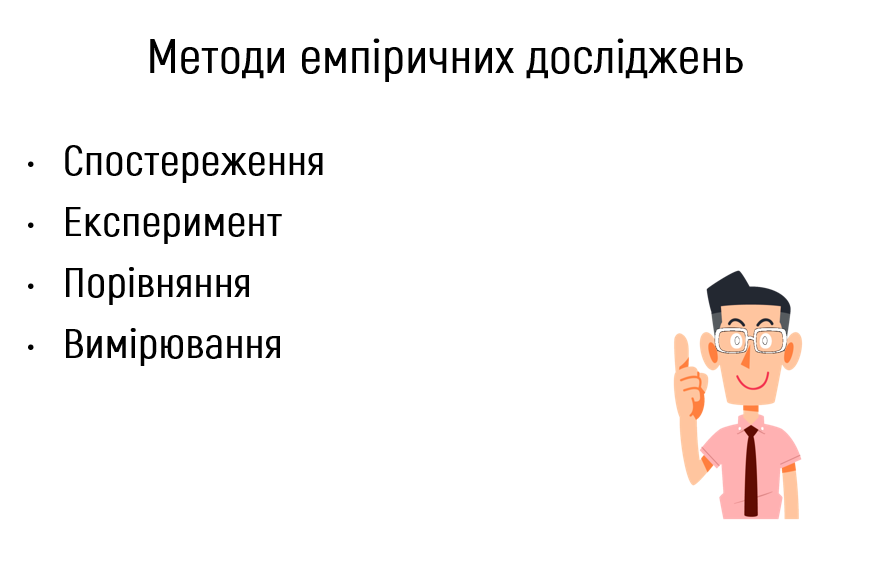 Методи емпіричних досліджень
• Спостереження
• Експеримент
• Порівняння
• Вимірювання